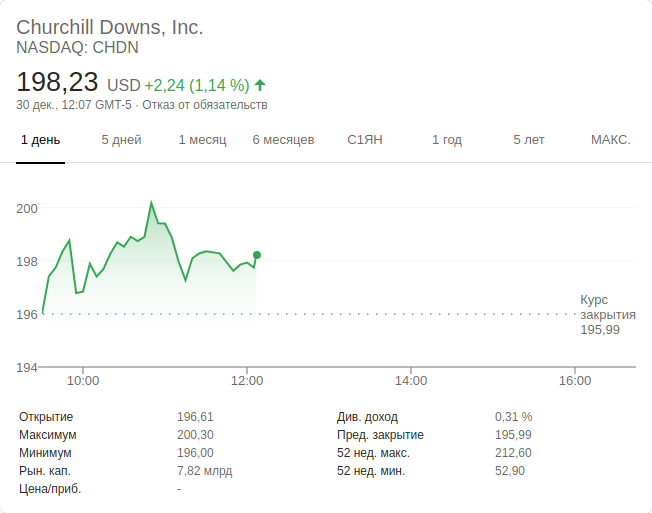 Churchill Downs, Inc.
NASDAQ: CHDN
198,23 USD +2,24 (1,14 %)
30 дек., 12:07 GMT-5 · Отказ от обязательств
1 день 5 дней 1 месяц 6 месяцев С1ЯН 1 год 5 лет МАКС.
200
198
196
194
Курс
закрытия
195,99
10:00 12:00 14:00 16:00
Открытие 196,61 Див. доход 0,31 %
Максимум 200,30 Пред. закрытие 195,99
Минимум 196,00 52 нед. макс. 212,60
Рын. кап. 7,82 млрд 52 нед. мин. 52,90
Цена/приб. -